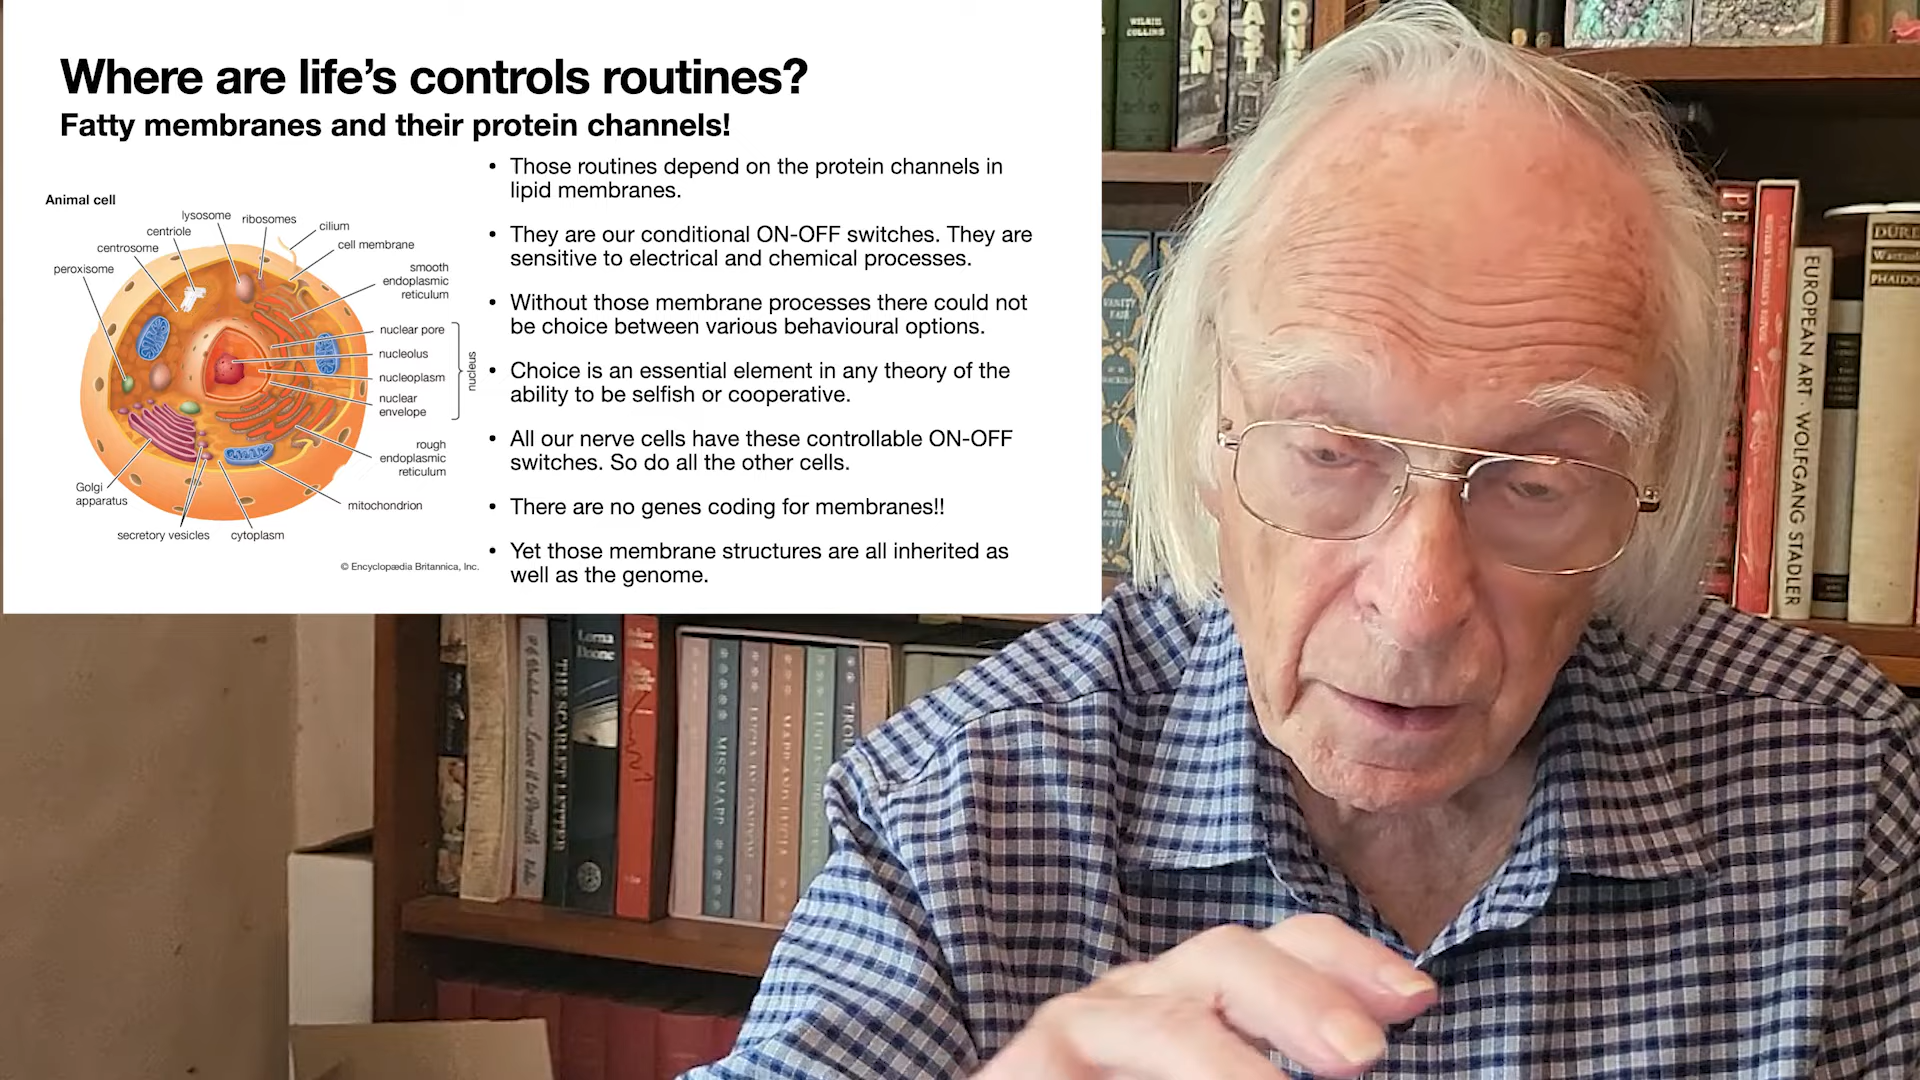 Where are life's controls routines?
Fatty membranes and their protein channels!
• Those routines depend on the protein channels in
lipid membranes.
• They are our conditional ON-OFF switches. They are
sensitive to electrical and chemical processes.
• Without those membrane processes there could not
be choice between various behavioural options.
• Choice is an essential element in any theory of the
ability to be selfish or cooperative.
• All our nerve cells have these controllable ON-OFF
switches. So do all the other cells.
• There are no genes coding for membranes!!
• Yet those membrane structures are all inherited as
well as the genome.
Animal cell
lysosome
ribosomes
cilium
centriole
cell membrane
centrosome
peroxisome
smooth
endoplasmic
reticulum
nuclear pore
nucleolus
nucleoplasm
nuclear
envelope
nucleus
rough
endoplasmic
reticulum
Golgi
apparatus
mitochondrion
secretory vesicles
cytoplasm
© Encyclopædia Britannica, Inc.
WILKIE
COLLINS
VANITY
FAIR
EUROPEAN ART WOLFGANG STADLER
PHAIDO
Lorna
Doone
THE SCARLET LETTER
MISS MAPP